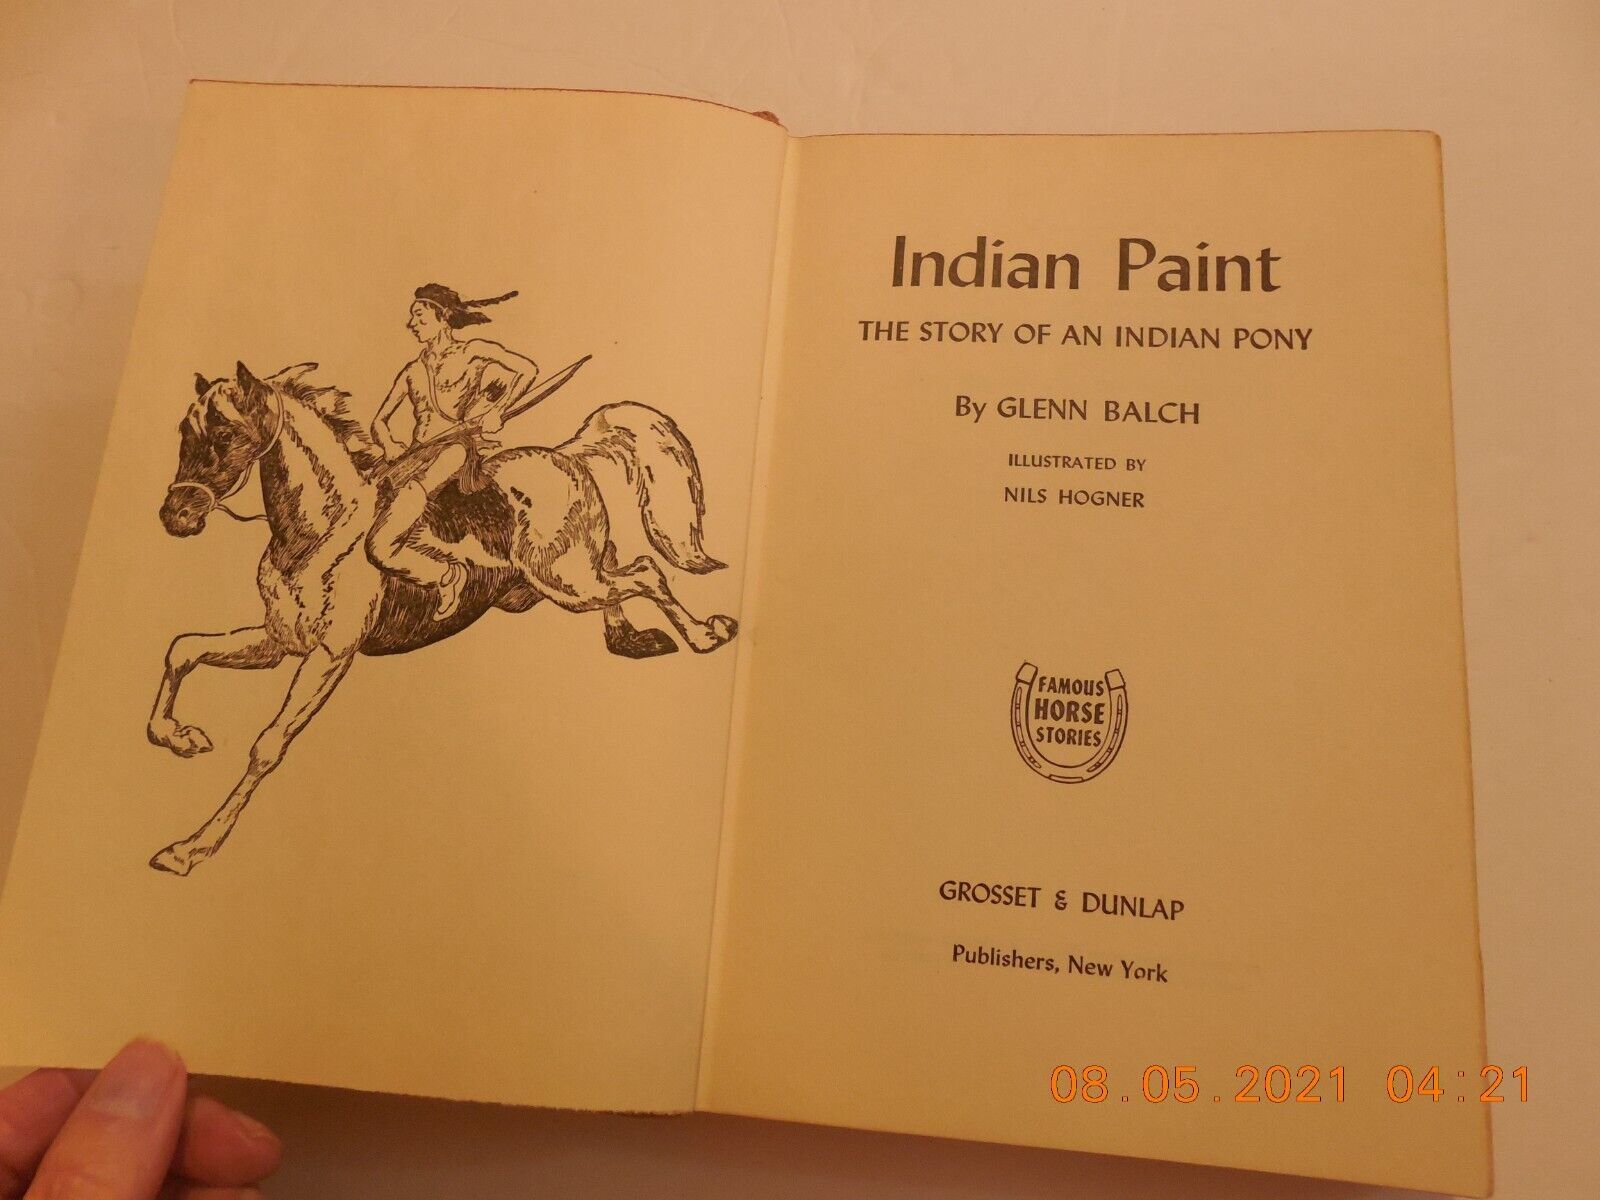 Indian Paint
THE STORY OF AN INDIAN PONY
By GLENN BALCH
ILLUSTRATED BY
NILS HOGNER
FAMOUS
HORSE
STORIES
GROSSET & DUNLAP
Publishers, New York
08.05.2021 04:21